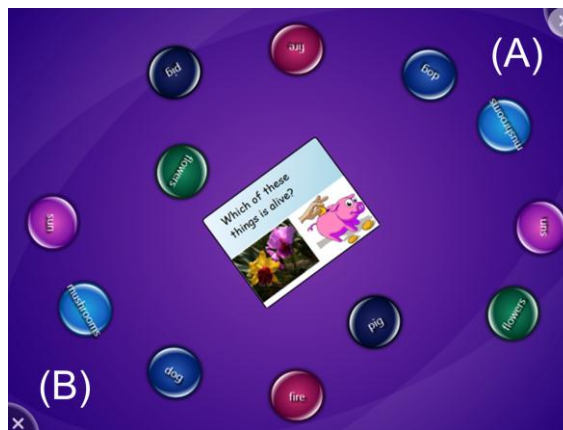 fire
pig
dog
(A)
mushrooms
flowers
Which of these
things is alive?
sun
sun
mushrooms
flowers
pig
dog
fire
(B)